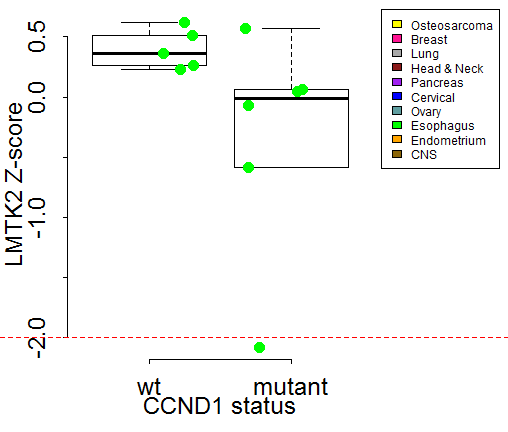 LMTK2 Z-score
0.5
0.0
-1.0
-2.0
wt mutant
CCND1 status
Osteosarcoma
Breast
Lung
Head & Neck
Pancreas
Cervical
Ovary
Esophagus
Endometrium
CNS